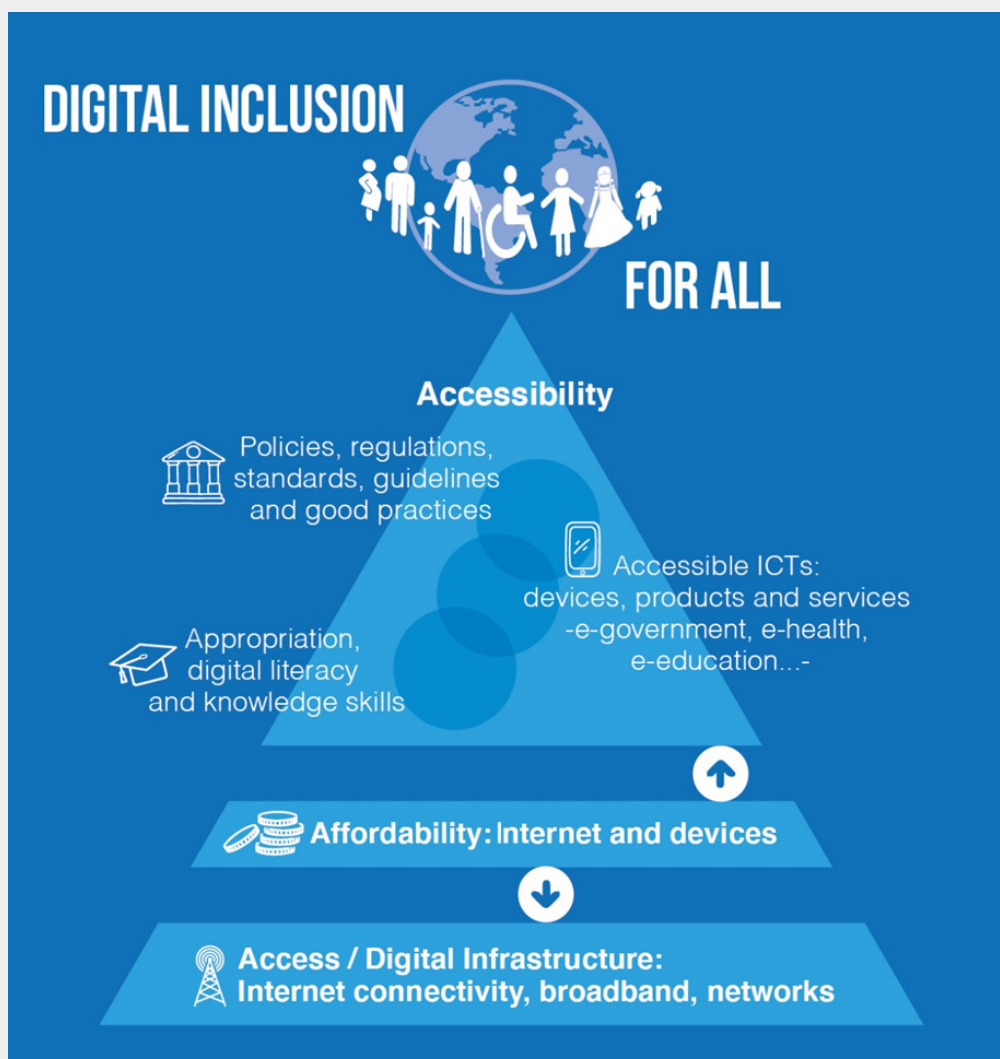 DIGITAL INCLUSION
FOR ALL
Accessibility
Policies, regulations,
standards, guidelines
and good practices
Accessible ICTs:
devices, products and services
-e-government, e-health,
e-education...-
Appropriation,
digital literacy
and knowledge skills
Affordability: Internet and devices
Access / Digital Infrastructure:
Internet connectivity, broadband, networks